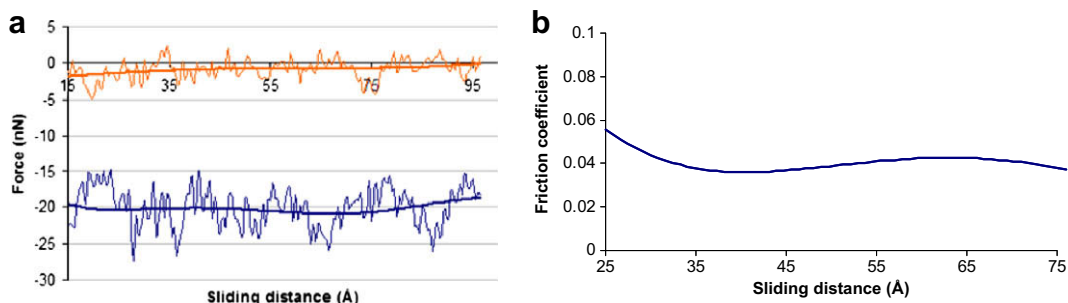 a
5
0
-5
-10
-15
-20
-25
-30
15 35 55 75 95
Force (nN)
Sliding distance (Å)
b
0.1
0.08
0.06
0.04
0.02
0
25 35 45 55 65 75
Friction coefficient
Sliding distance (Å)